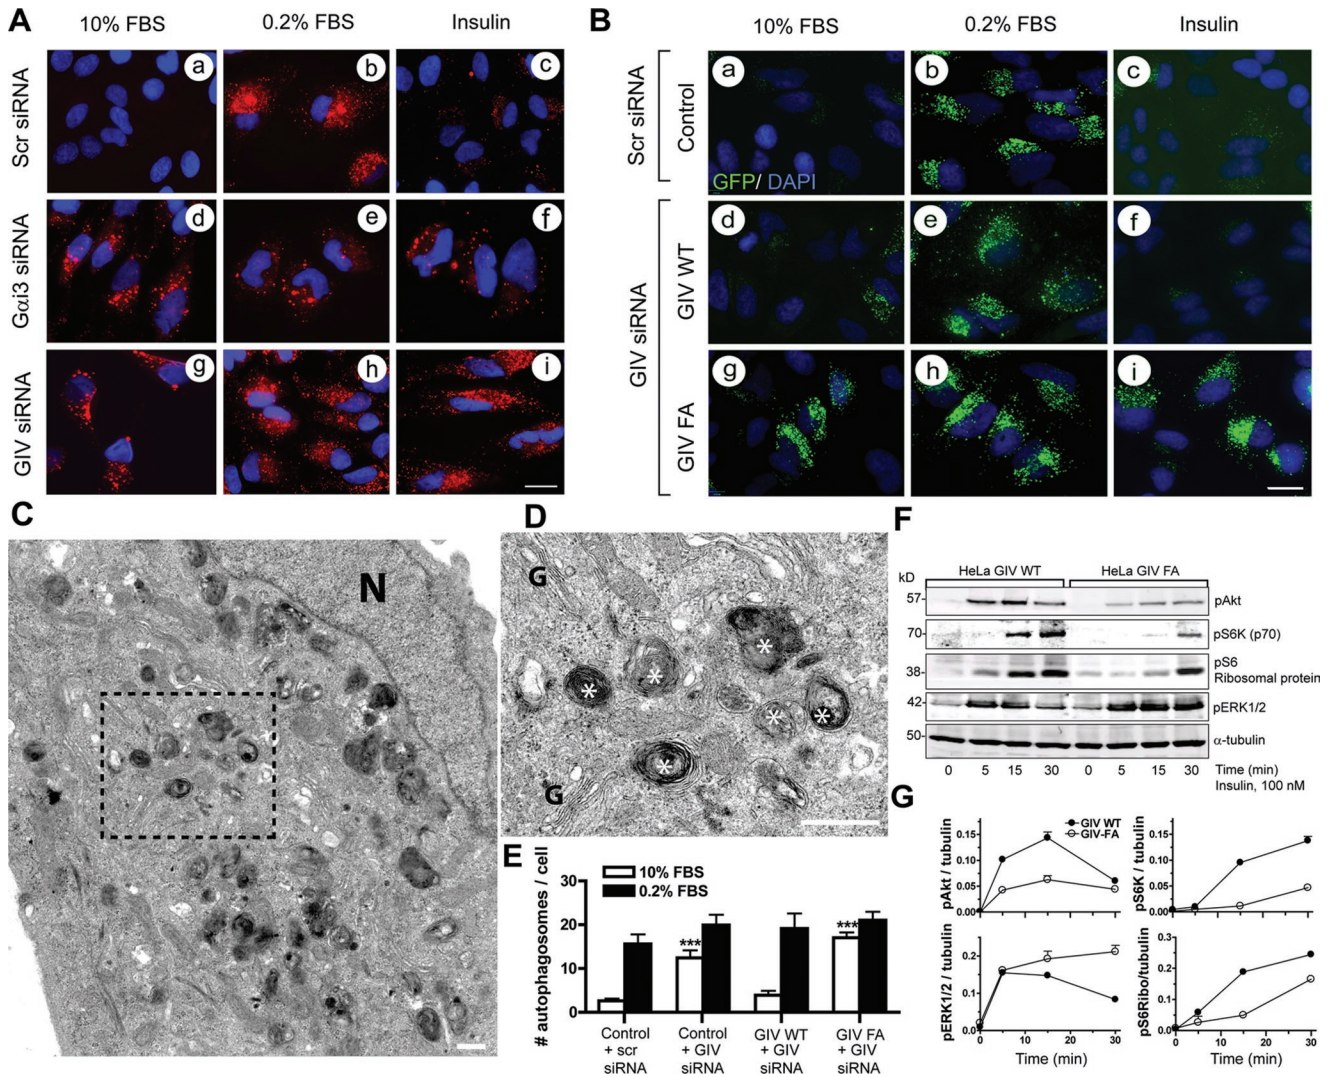 A
10% FBS
0.2% FBS
Insulin
Scr siRNA
a
b
c
Gαi3 siRNA
d
e
f
GIV siRNA
g
h
i
B
10% FBS
0.2% FBS
Insulin
Scr siRNA
Control
a
b
c
GFP/ DAPI
GIV siRNA
GIV WT
d
e
f
GIV FA
g
h
i
C
N
D
G
* * * * * *
G
E
10% FBS
0.2% FBS
# autophagosomes / cell
30
20
10
0
***
***
Control
+ scr
siRNA
Control
+ GIV
siRNA
GIV WT
+ GIV
siRNA
GIV FA
+ GIV
siRNA
F
kD
HeLa GIV WT
HeLa GIV FA
57
pAkt
70
pS6K (p70)
38
pS6
Ribosomal protein
42
pERK1/2
50
α-tubulin
0 5 15 30 0 5 15 30
Time (min)
Insulin, 100 nM
G
GIV WT
GIV-FA
pAkt / tubulin
0.15
0.10
0.05
0.00
pS6K / tubulin
0.15
0.10
0.05
0.00
pERK1/2 / tubulin
0.2
0.1
0.0
0 10 20 30
Time (min)
pS6Ribo/tubulin
0.3
0.2
0.1
0.0
0 10 20 30
Time (min)